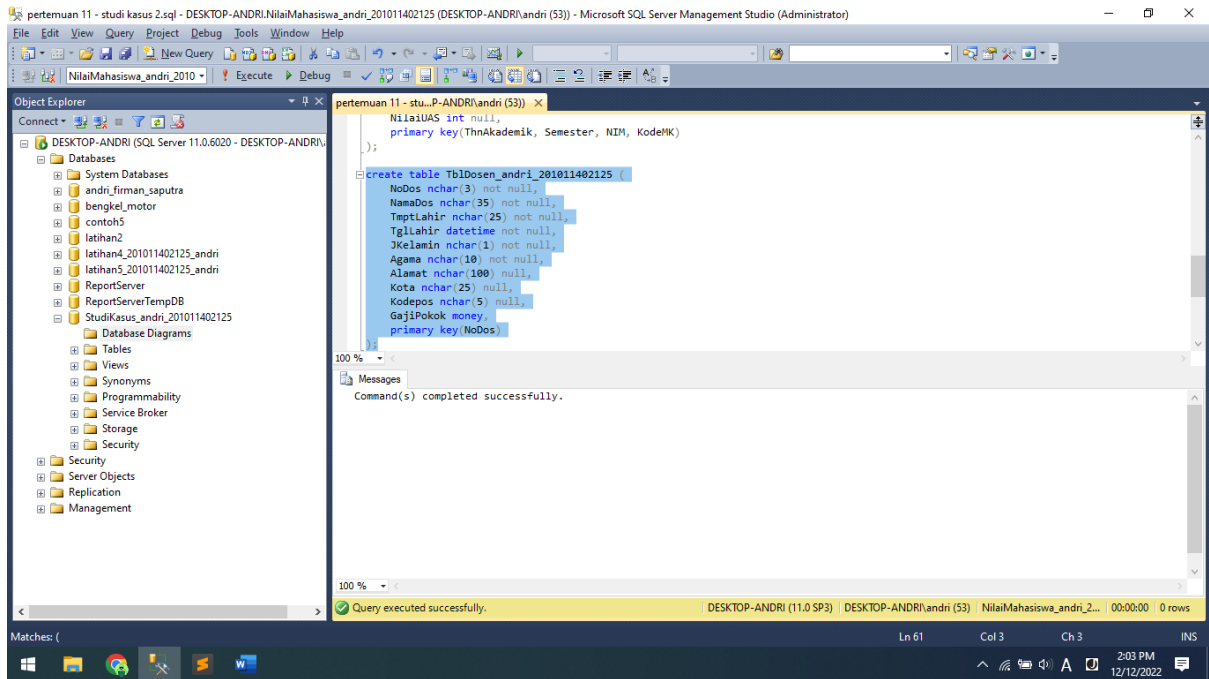 pertemuan 11 - studi kasus 2.sql - DESKTOP-ANDRI.NilaiMahasiswa_andri_201011402125 (DESKTOP-ANDRI\andri (53)) - Microsoft SQL Server Management Studio (Administrator)
File Edit View Query Project Debug Tools Window Help
New Query
NilaiMahasiswa_andri_2010 Execute Debug
Object Explorer
Connect
DESKTOP-ANDRI (SQL Server 11.0.6020 - DESKTOP-ANDRI\
Databases
System Databases
andri_firman_saputra
bengkel_motor
contoh5
latihan2
latihan4_201011402125_andri
latihan5_201011402125_andri
ReportServer
ReportServerTempDB
StudiKasus_andri_201011402125
Database Diagrams
Tables
Views
Synonyms
Programmability
Service Broker
Storage
Security
Security
Server Objects
Replication
Management
pertemuan 11 - stu...P-ANDRI\andri (53))
NilaiUAS int null,
primary key(ThnAkademik, Semester, NIM, KodeMK)
);
create table TblDosen_andri_201011402125 (
NoDos nchar(3) not null,
NamaDos nchar(35) not null,
TmptLahir nchar(25) not null,
TglLahir datetime not null,
JKelamin nchar(1) not null,
Agama nchar(10) not null,
Alamat nchar(100) null,
Kota nchar(25) null,
Kodepos nchar(5) null,
GajiPokok money,
primary key(NoDos)
);
100 %
Messages
Command(s) completed successfully.
100 %
Query executed successfully. DESKTOP-ANDRI (11.0 SP3) DESKTOP-ANDRI\andri (53) NilaiMahasiswa_andri_2... 00:00:00 0 rows
Matches: ( Ln 61 Col 3 Ch 3 INS
A 2:03 PM
12/12/2022